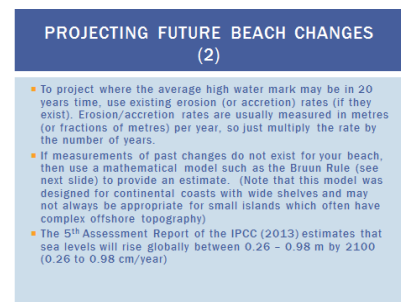 PROJECTING FUTURE BEACH CHANGES
(2)
▪ To project where the average high water mark may be in 20
years time, use existing erosion (or accretion) rates (if they
exist). Erosion/accretion rates are usually measured in metres
(or fractions of metres) per year, so just multiply the rate by
the number of years.
▪ If measurements of past changes do not exist for your beach,
then use a mathematical model such as the Bruun Rule (see
next slide) to provide an estimate. (Note that this model was
designed for continental coasts with wide shelves and may
not always be appropriate for small islands which often have
complex offshore topography)
▪ The 5th Assessment Report of the IPCC (2013) estimates that
sea levels will rise globally between 0.26 – 0.98 m by 2100
(0.26 to 0.98 cm/year)